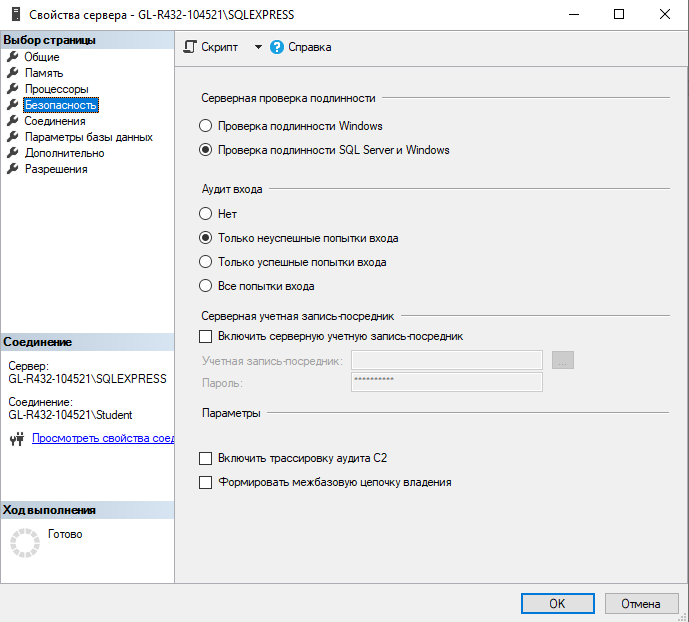 Свойства сервера - GL-R432-104521\SQLEXPRESS
Выбор страницы
Общие
Память
Процессоры
Безопасность
Соединения
Параметры базы данных
Дополнительно
Разрешения
Скрипт
Справка
Серверная проверка подлинности
Проверка подлинности Windows
Проверка подлинности SQL Server и Windows
Аудит входа
Нет
Только неуспешные попытки входа
Только успешные попытки входа
Все попытки входа
Серверная учетная запись-посредник
Включить серверную учетную запись-посредник
Учетная запись-посредник:
...
Пароль:
**********
Параметры
Включить трассировку аудита C2
Формировать межбазовую цепочку владения
Соединение
Сервер:
GL-R432-104521\SQLEXPRESS
Соединение:
GL-R432-104521\Student
Просмотреть свойства соед
Ход выполнения
Готово
OK
Отмена